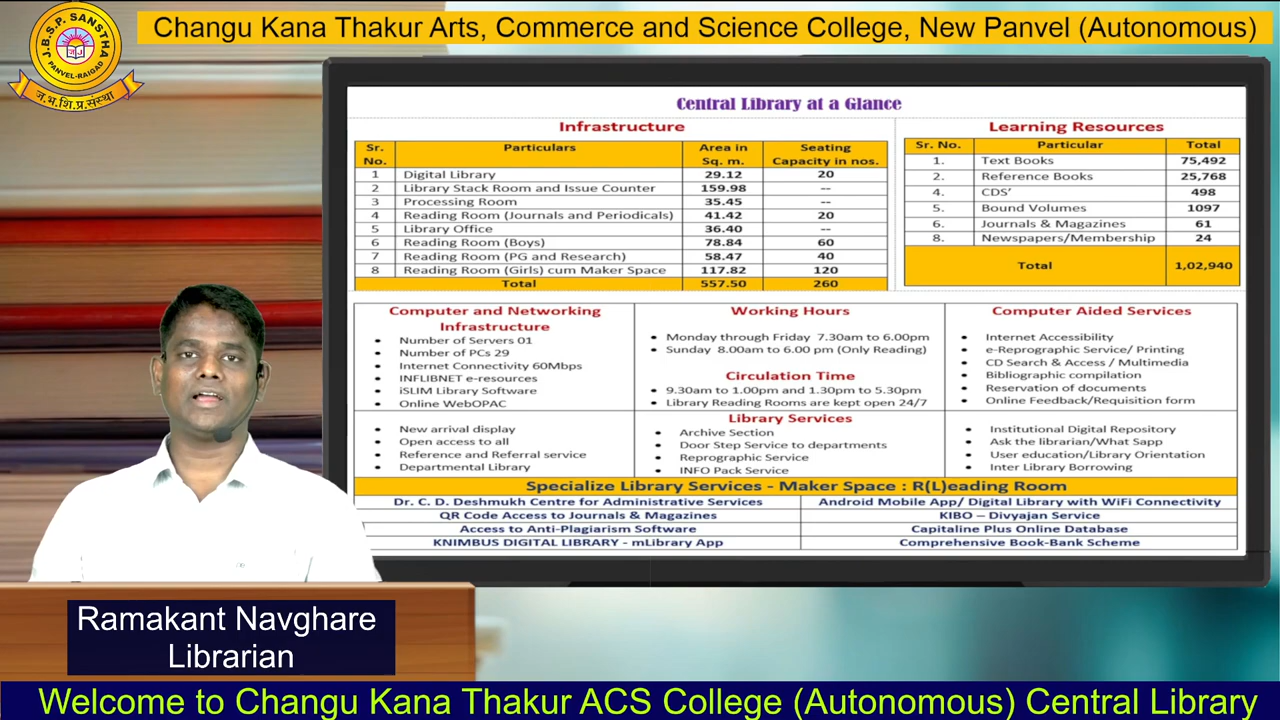 J.B.S.P. SANSTHA
PANVEL-RAIGAD
ज.भ.शि.प्र.संस्था
Changu Kana Thakur Arts, Commerce and Science College, New Panvel (Autonomous)
Central Library at a Glance
Infrastructure
Sr. No. Particulars Area in Sq. m. Seating Capacity in nos.
1 Digital Library 29.12 20
2 Library Stack Room and Issue Counter 159.98 --
3 Processing Room 35.45 --
4 Reading Room (Journals and Periodicals) 41.42 20
5 Library Office 36.40 --
6 Reading Room (Boys) 78.84 60
7 Reading Room (PG and Research) 58.47 40
8 Reading Room (Girls) cum Maker Space 117.82 120
Total 557.50 260
Learning Resources
Sr. No. Particular Total
1. Text Books 75,492
2. Reference Books 25,768
4. CDS’ 498
5. Bound Volumes 1097
6. Journals & Magazines 61
8. Newspapers/Membership 24
Total 1,02,940
Computer and Networking
Infrastructure
• Number of Servers 01
• Number of PCs 29
• Internet Connectivity 60Mbps
• INFLIBNET e-resources
• iSLIM Library Software
• Online WebOPAC
Working Hours
• Monday through Friday 7.30am to 6.00pm
• Sunday 8.00am to 6.00 pm (Only Reading)
Circulation Time
• 9.30am to 1.00pm and 1.30pm to 5.30pm
• Library Reading Rooms are kept open 24/7
Computer Aided Services
• Internet Accessibility
• e-Reprographic Service/ Printing
• CD Search & Access / Multimedia
• Bibliographic compilation
• Reservation of documents
• Online Feedback/Requisition form
Library Services
• New arrival display
• Open access to all
• Reference and Referral service
• Departmental Library
• Archive Section
• Door Step Service to departments
• Reprographic Service
• INFO Pack Service
• Institutional Digital Repository
• Ask the librarian/What Sapp
• User education/Library Orientation
• Inter Library Borrowing
Specialize Library Services - Maker Space : R(L)eading Room
Dr. C. D. Deshmukh Centre for Administrative Services Android Mobile App/ Digital Library with WiFi Connectivity
QR Code Access to Journals & Magazines KIBO – Divyajan Service
Access to Anti-Plagiarism Software Capitaline Plus Online Database
KNIMBUS DIGITAL LIBRARY - mLibrary App Comprehensive Book-Bank Scheme
Ramakant Navghare
Librarian
Welcome to Changu Kana Thakur ACS College (Autonomous) Central Library